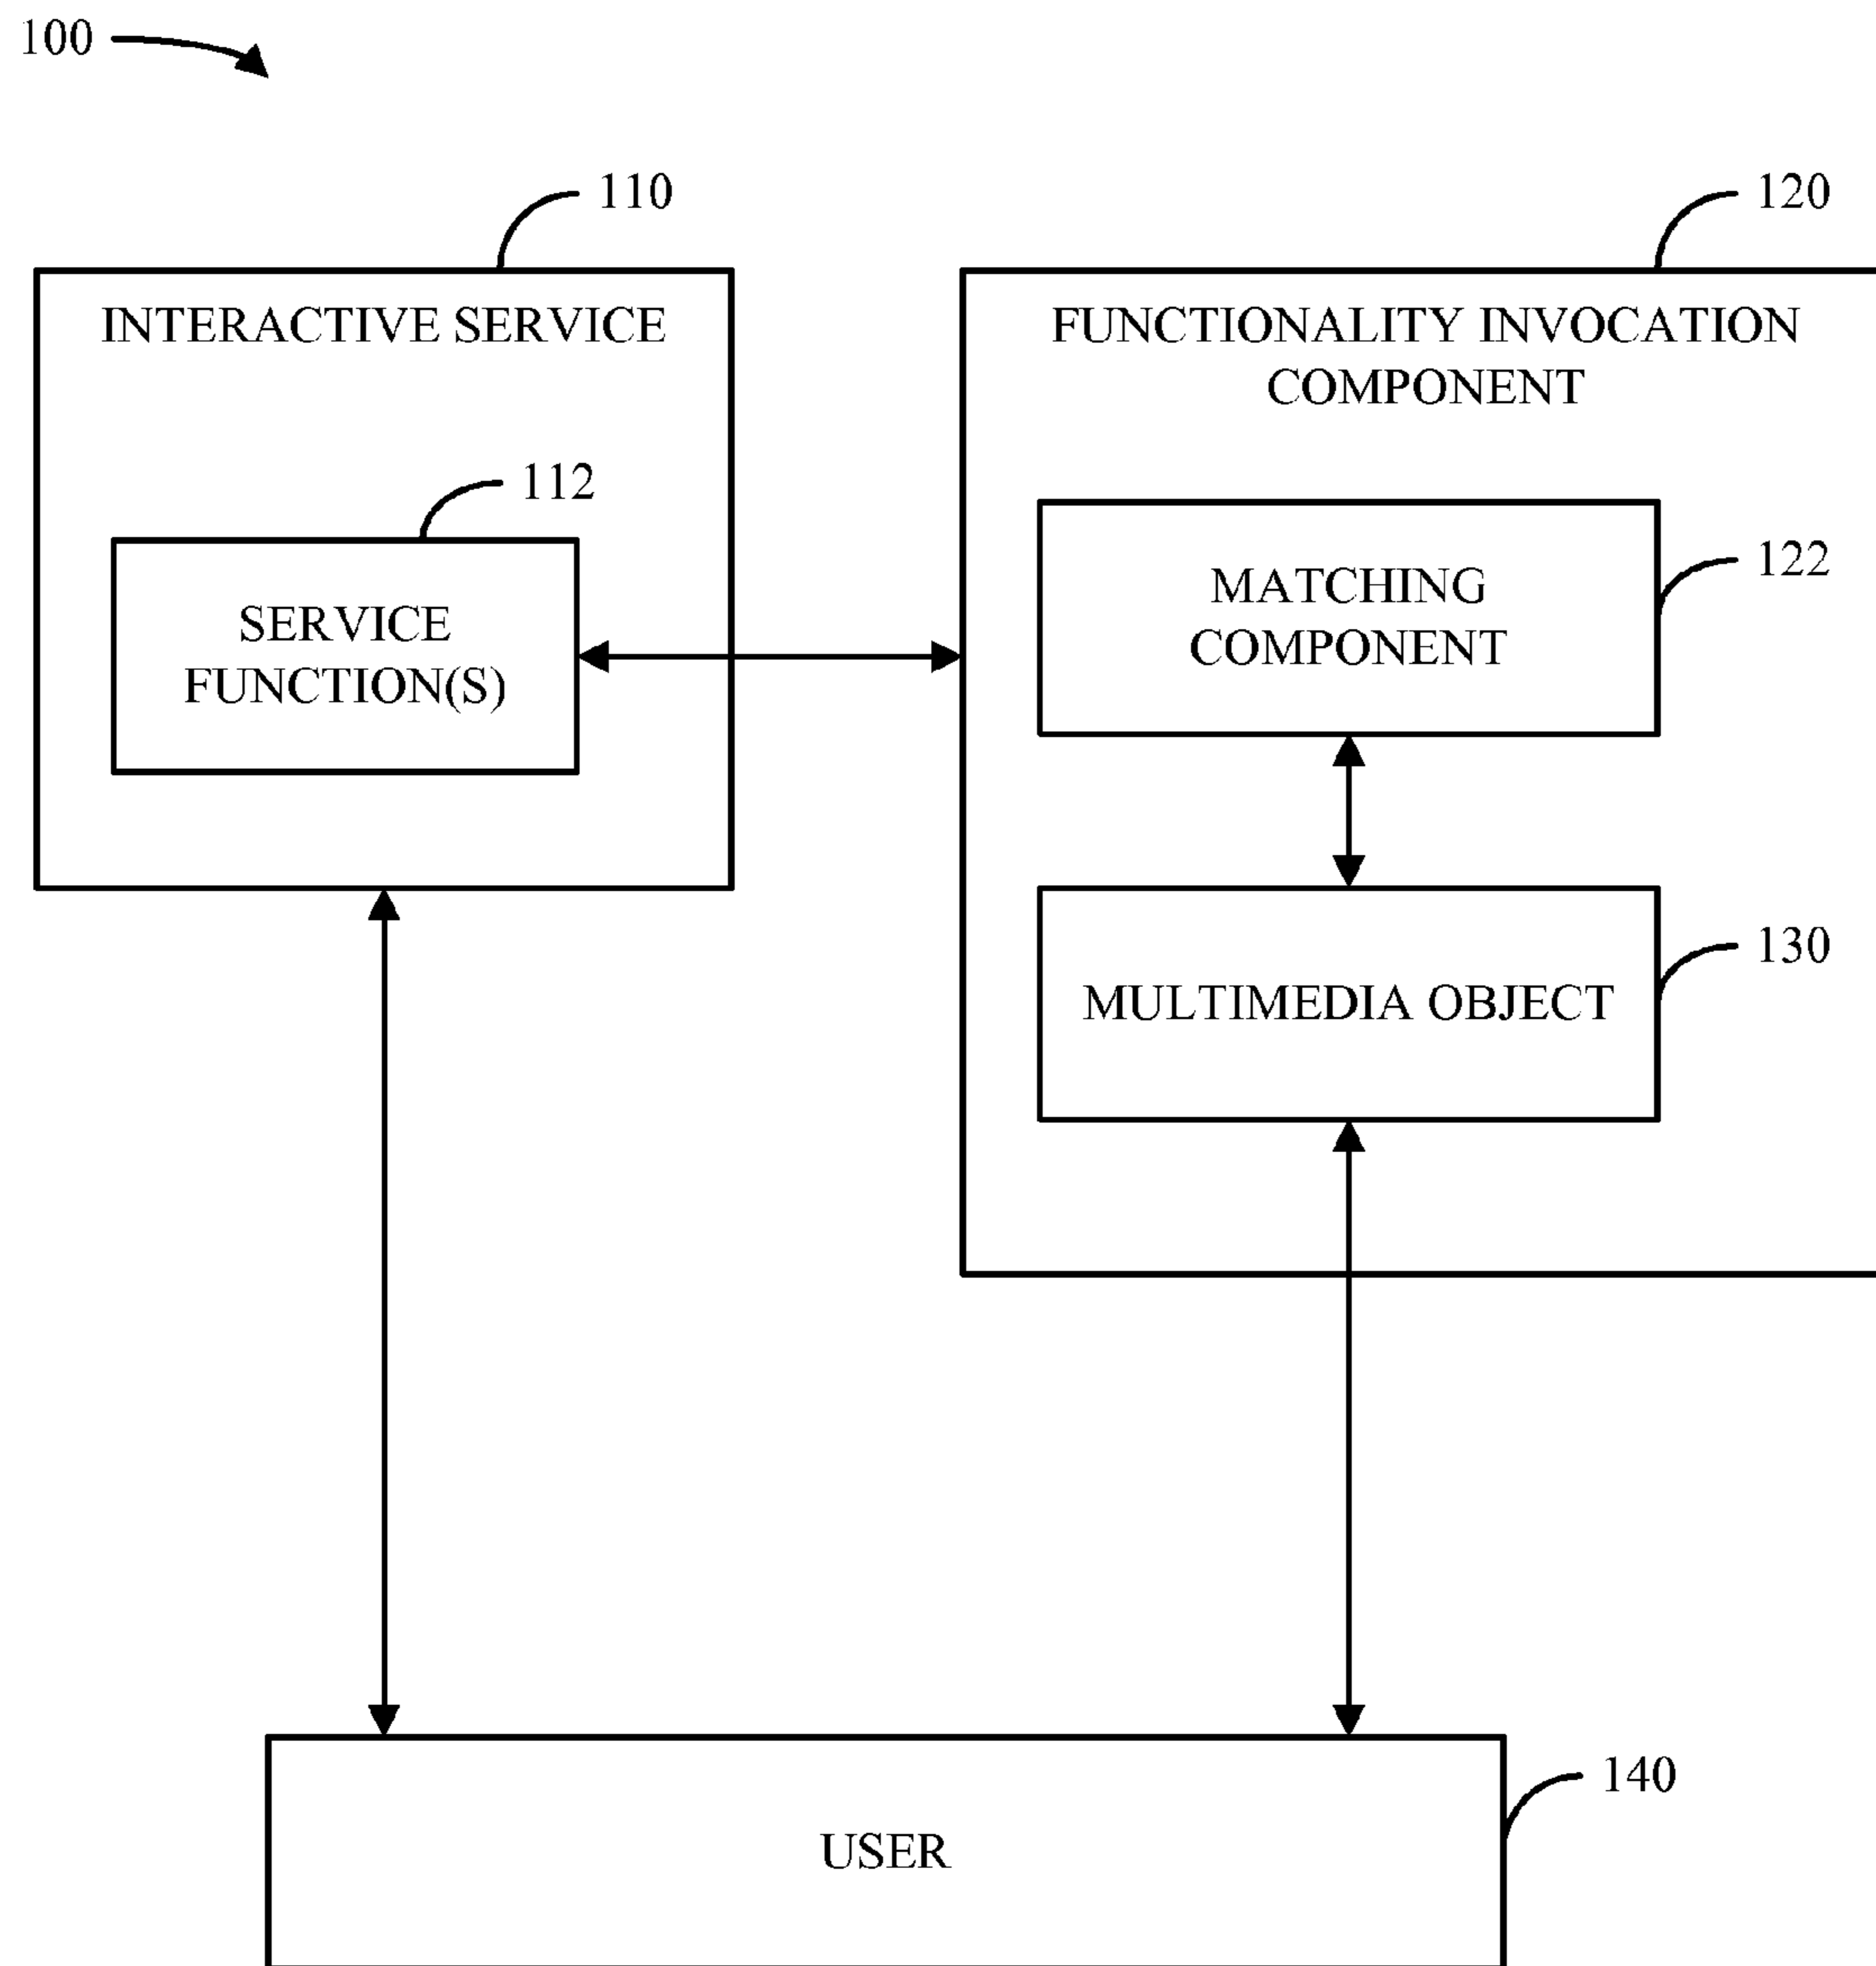 100
110
120
INTERACTIVE SERVICE
FUNCTIONALITY INVOCATION
COMPONENT
112
SERVICE
FUNCTION(S)
122
MATCHING
COMPONENT
130
MULTIMEDIA OBJECT
140
USER